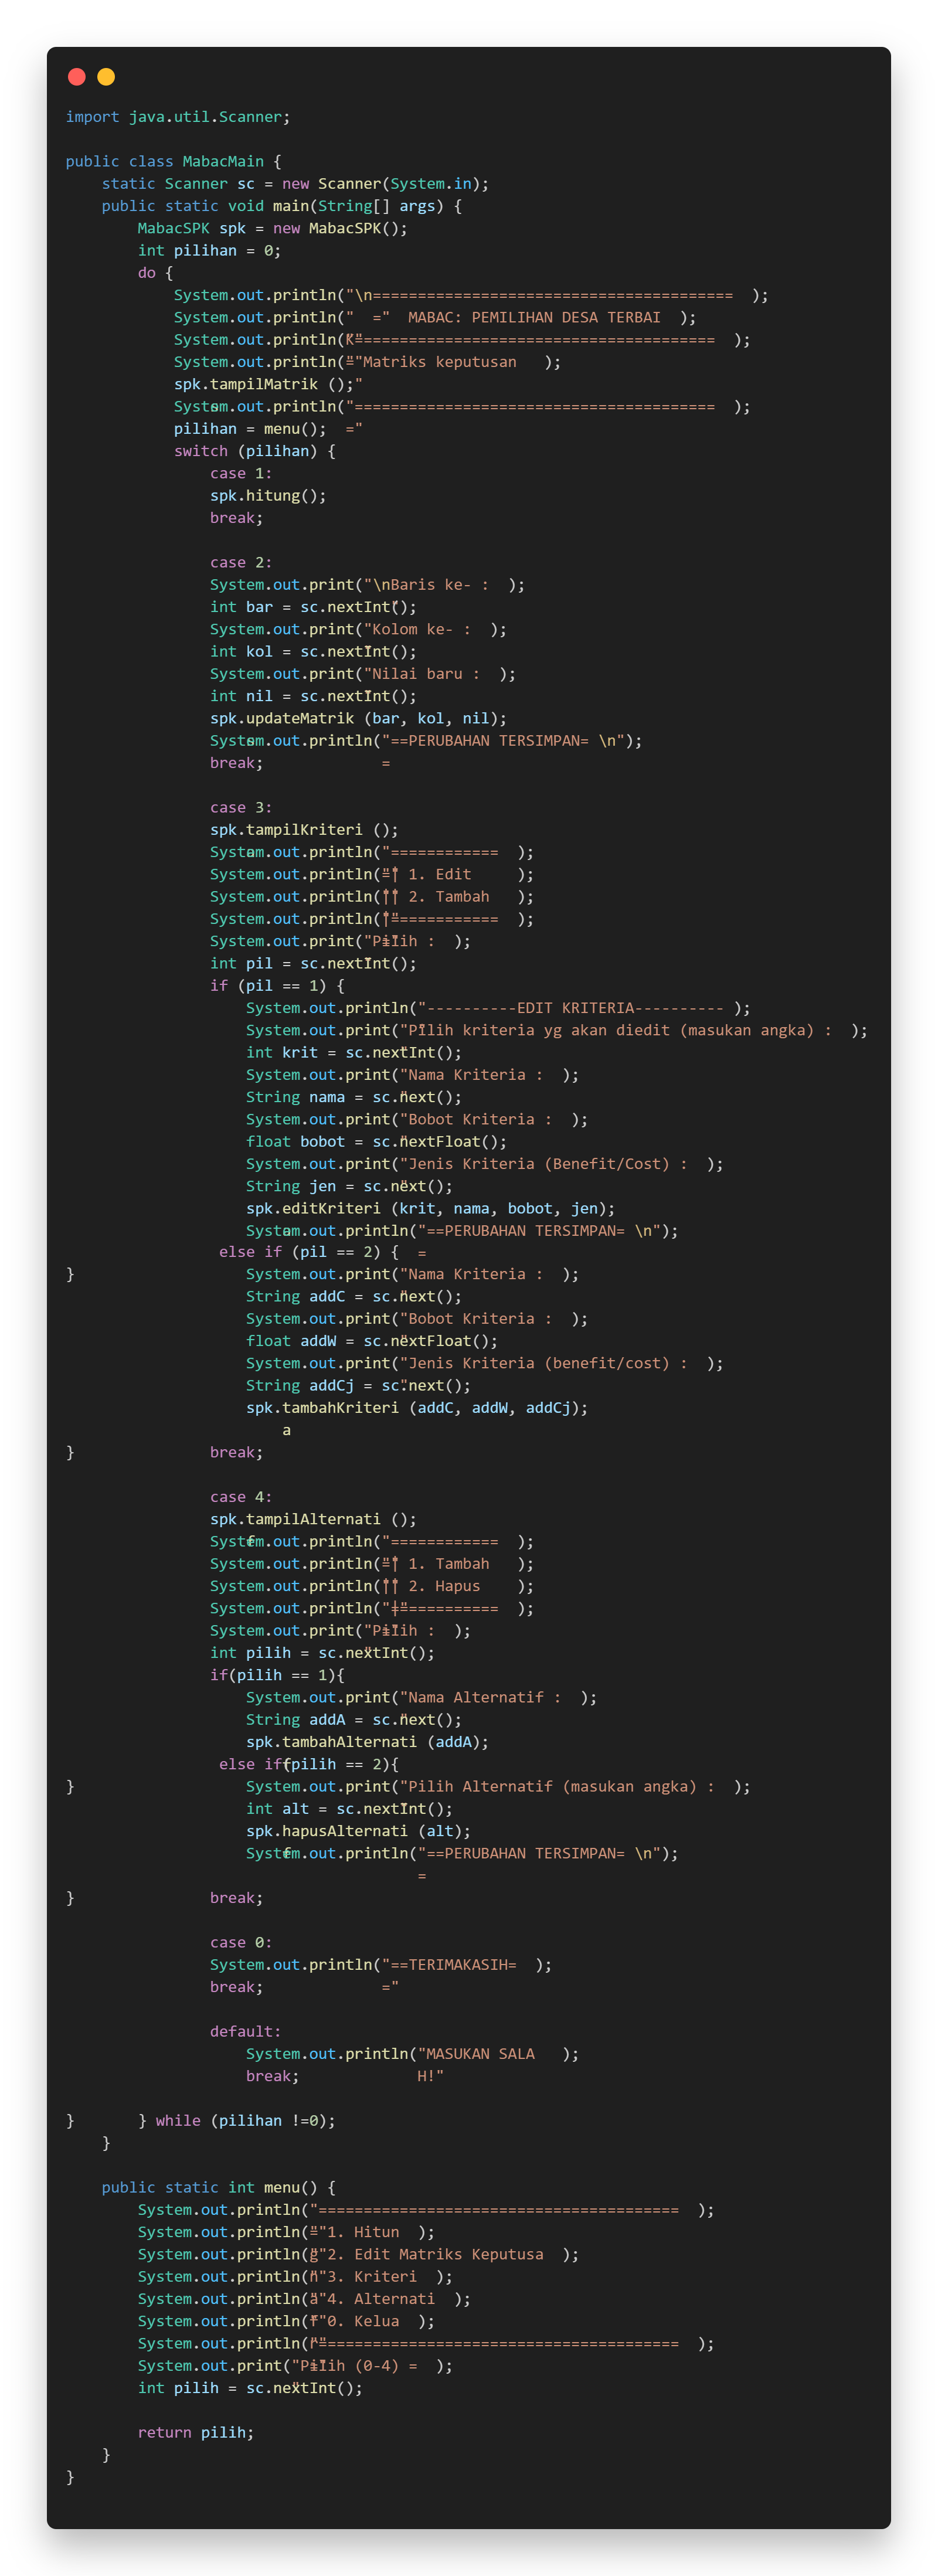 import java.util.Scanner;
public class MabacMain {
    static Scanner sc = new Scanner(System.in);
    public static void main(String[] args) {
        MabacSPK spk = new MabacSPK();
        int pilihan = 0;
        do {
            System.out.println("\n=========================================");
            System.out.println("      MABAC: PEMILIHAN DESA TERBAIK");
            System.out.println("=========================================");
            System.out.println("Matriks keputusan");
            spk.tampilMatriks();
            System.out.println("=========================================");
            pilihan = menu();
            switch (pilihan) {
                case 1:
                spk.hitung();
                break;
                case 2:
                System.out.print("\nBaris ke- : ");
                int bar = sc.nextInt();
                System.out.print("Kolom ke- : ");
                int kol = sc.nextInt();
                System.out.print("Nilai baru : ");
                int nil = sc.nextInt();
                spk.updateMatriks(bar, kol, nil);
                System.out.println("==PERUBAHAN TERSIMPAN==\n");
                break;
                case 3:
                spk.tampilKriteria();
                System.out.println("=============");
                System.out.println("| 1. Edit   |");
                System.out.println("| 2. Tambah |");
                System.out.println("=============");
                System.out.print("Pilih : ");
                int pil = sc.nextInt();
                if (pil == 1) {
                    System.out.println("----------EDIT KRITERIA----------");
                    System.out.print("Pilih kriteria yg akan diedit (masukan angka) : ");
                    int krit = sc.nextInt();
                    System.out.print("Nama Kriteria : ");
                    String nama = sc.next();
                    System.out.print("Bobot Kriteria : ");
                    float bobot = sc.nextFloat();
                    System.out.print("Jenis Kriteria (Benefit/Cost) : ");
                    String jen = sc.next();
                    spk.editKriteria(krit, nama, bobot, jen);
                    System.out.println("==PERUBAHAN TERSIMPAN==\n");
                } else if (pil == 2) {
                    System.out.print("Nama Kriteria : ");
                    String addC = sc.next();
                    System.out.print("Bobot Kriteria : ");
                    float addW = sc.nextFloat();
                    System.out.print("Jenis Kriteria (benefit/cost) : ");
                    String addCj = sc.next();
                    spk.tambahKriteria(addC, addW, addCj);
                }
                break;
                case 4:
                spk.tampilAlternatif();
                System.out.println("=============");
                System.out.println("| 1. Tambah |");
                System.out.println("| 2. Hapus  |");
                System.out.println("=============");
                System.out.print("Pilih : ");
                int pilih = sc.nextInt();
                if(pilih == 1){
                    System.out.print("Nama Alternatif : ");
                    String addA = sc.next();
                    spk.tambahAlternatif(addA);
                } else if(pilih == 2){
                    System.out.print("Pilih Alternatif (masukan angka) : ");
                    int alt = sc.nextInt();
                    spk.hapusAlternatif(alt);
                    System.out.println("==PERUBAHAN TERSIMPAN==\n");
                }
                break;
                case 0:
                System.out.println("==TERIMAKASIH==");
                break;
                default:
                    System.out.println("MASUKAN SALAH!");
                    break;
            }
        } while (pilihan !=0);
    }
    public static int menu() {
        System.out.println("=========================================");
        System.out.println("1. Hitung");
        System.out.println("2. Edit Matriks Keputusan");
        System.out.println("3. Kriteria");
        System.out.println("4. Alternatif");
        System.out.println("0. Keluar");
        System.out.println("=========================================");
        System.out.print("Pilih (0-4) = ");
        int pilih = sc.nextInt();
        return pilih;
    }
}